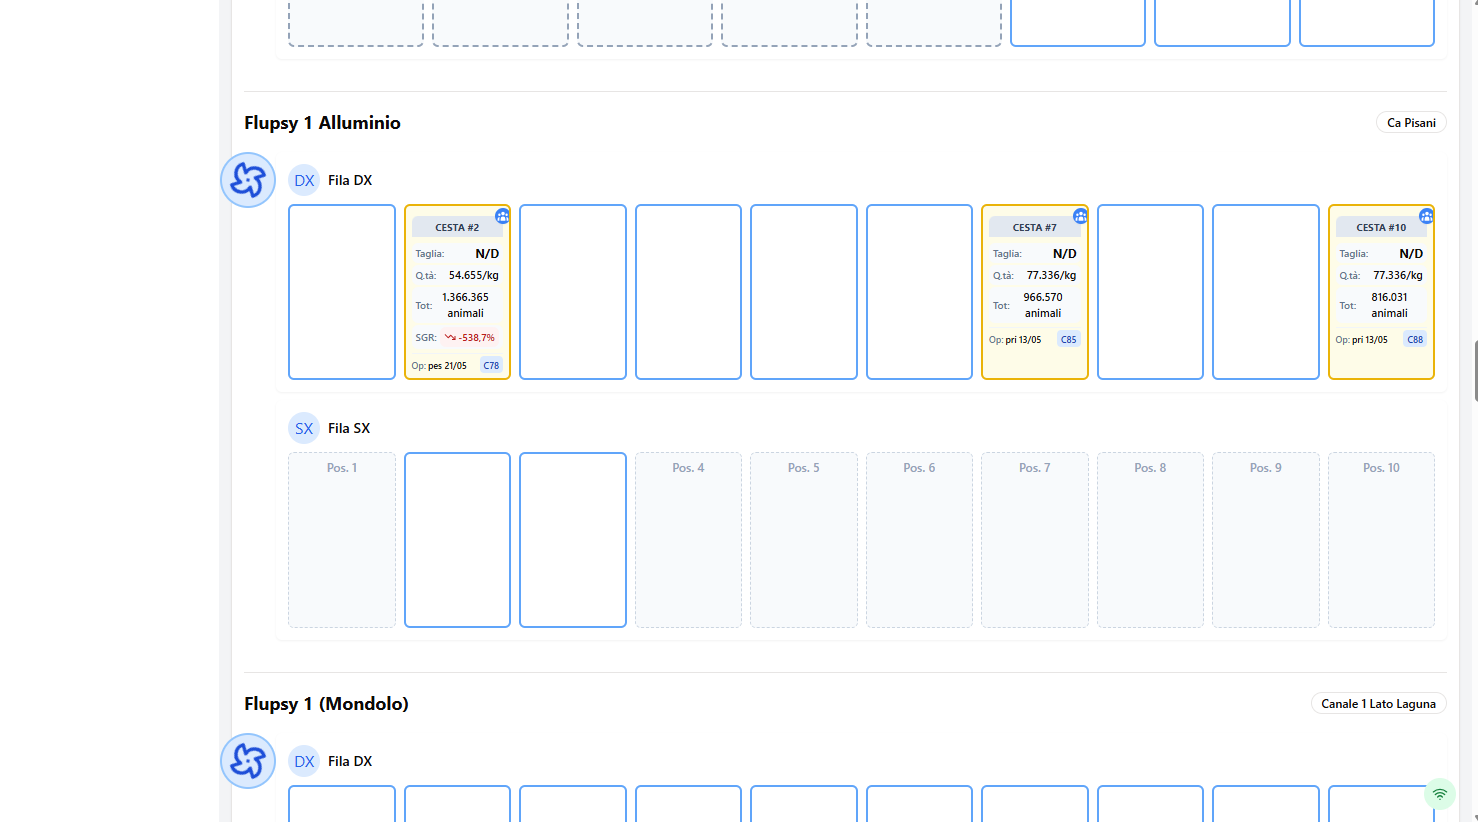 Flupsy 1 Alluminio
Ca Pisani
DX Fila DX
CESTA #2
Taglia: N/D
Q.tà: 54.655/kg
Tot: 1.366.365 animali
SGR: -538,7%
Op: pes 21/05 C78
CESTA #7
Taglia: N/D
Q.tà: 77.336/kg
Tot: 966.570 animali
Op: pri 13/05 C85
CESTA #10
Taglia: N/D
Q.tà: 77.336/kg
Tot: 816.031 animali
Op: pri 13/05 C88
SX Fila SX
Pos. 1
Pos. 4
Pos. 5
Pos. 6
Pos. 7
Pos. 8
Pos. 9
Pos. 10
Flupsy 1 (Mondolo)
Canale 1 Lato Laguna
DX Fila DX